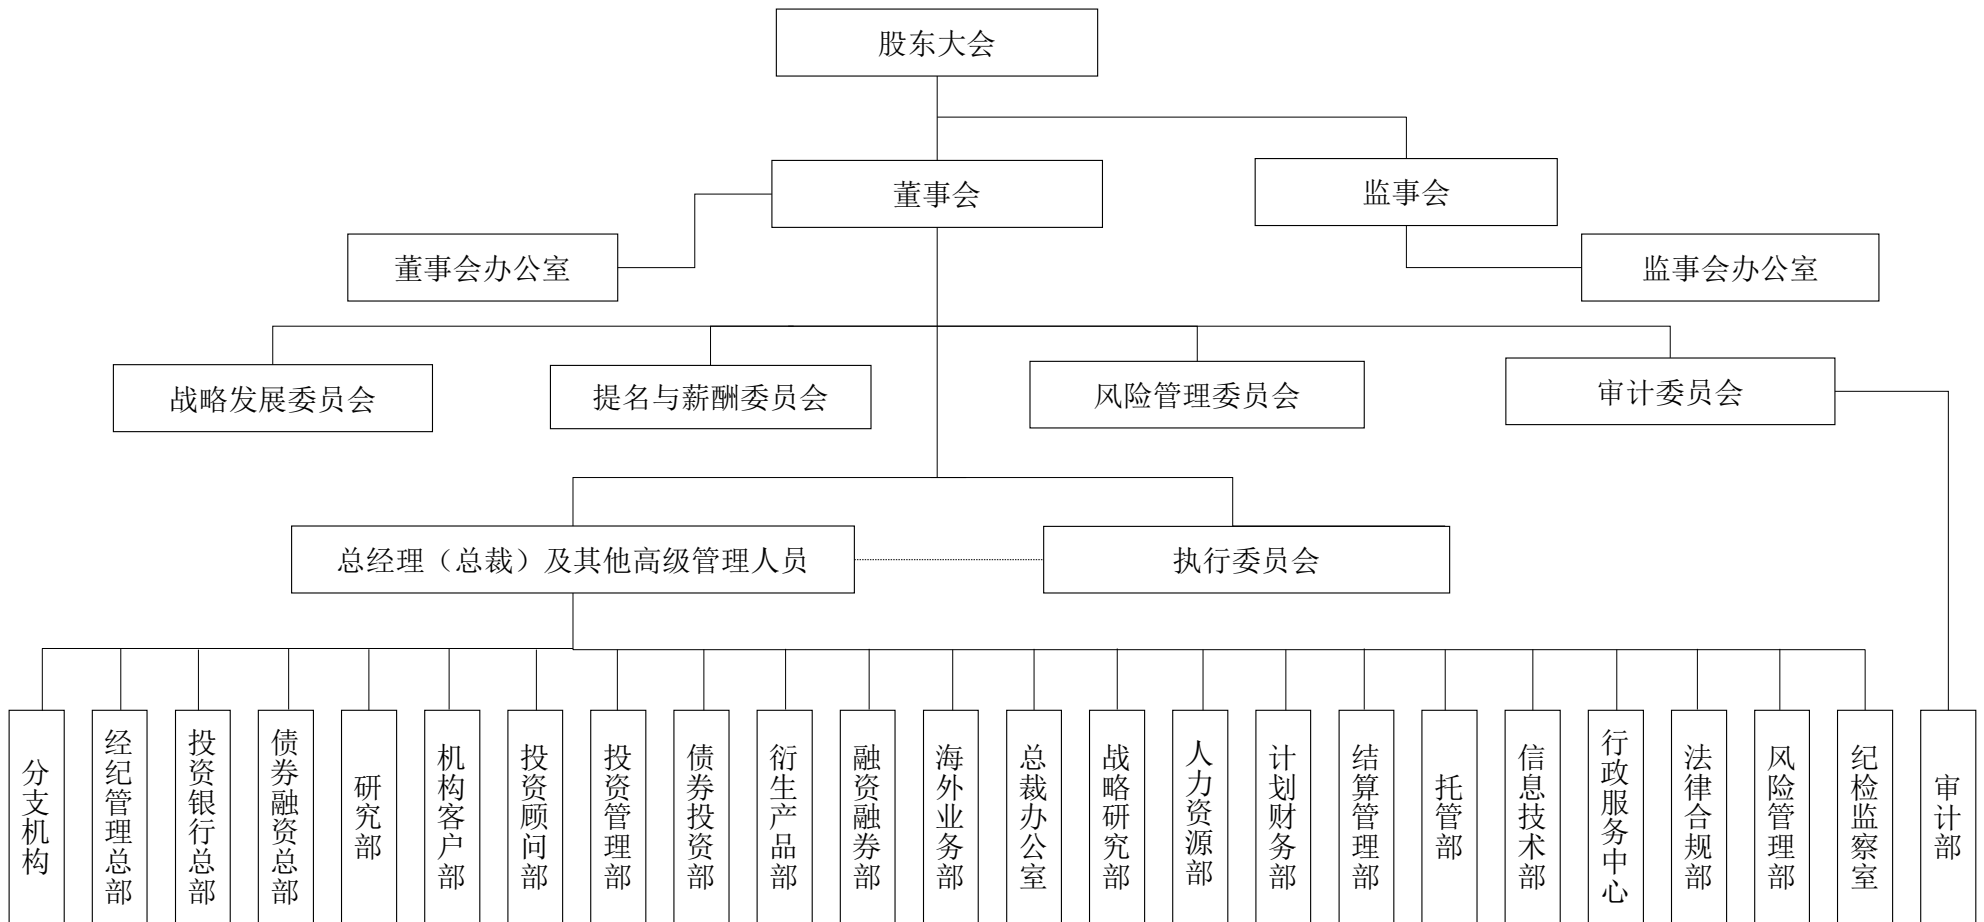 股东大会
董事会
监事会
董事会办公室
监事会办公室
战略发展委员会
提名与薪酬委员会
风险管理委员会
审计委员会
总经理（总裁）及其他高级管理人员
执行委员会
分支机构
经纪管理总部
投资银行总部
债券融资总部
研究部
机构客户部
投资顾问部
投资管理部
债券投资部
衍生产品部
融资融券部
海外业务部
总裁办公室
战略研究部
人力资源部
计划财务部
结算管理部
托管部
信息技术部
行政服务中心
法律合规部
风险管理部
纪检监察室
审计部